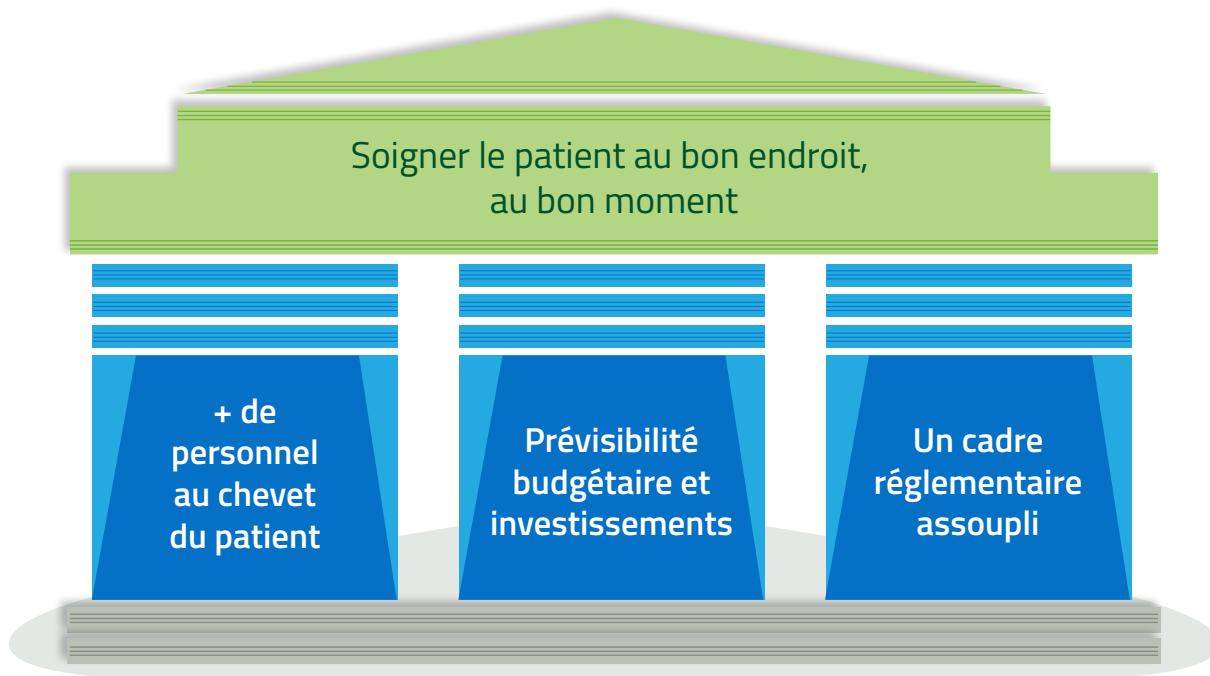 Soigner le patient au bon endroit,
au bon moment
+ de
personnel
au chevet
du patient
Prévisibilité
budgétaire et
investissements
Un cadre
réglementaire
assoupli